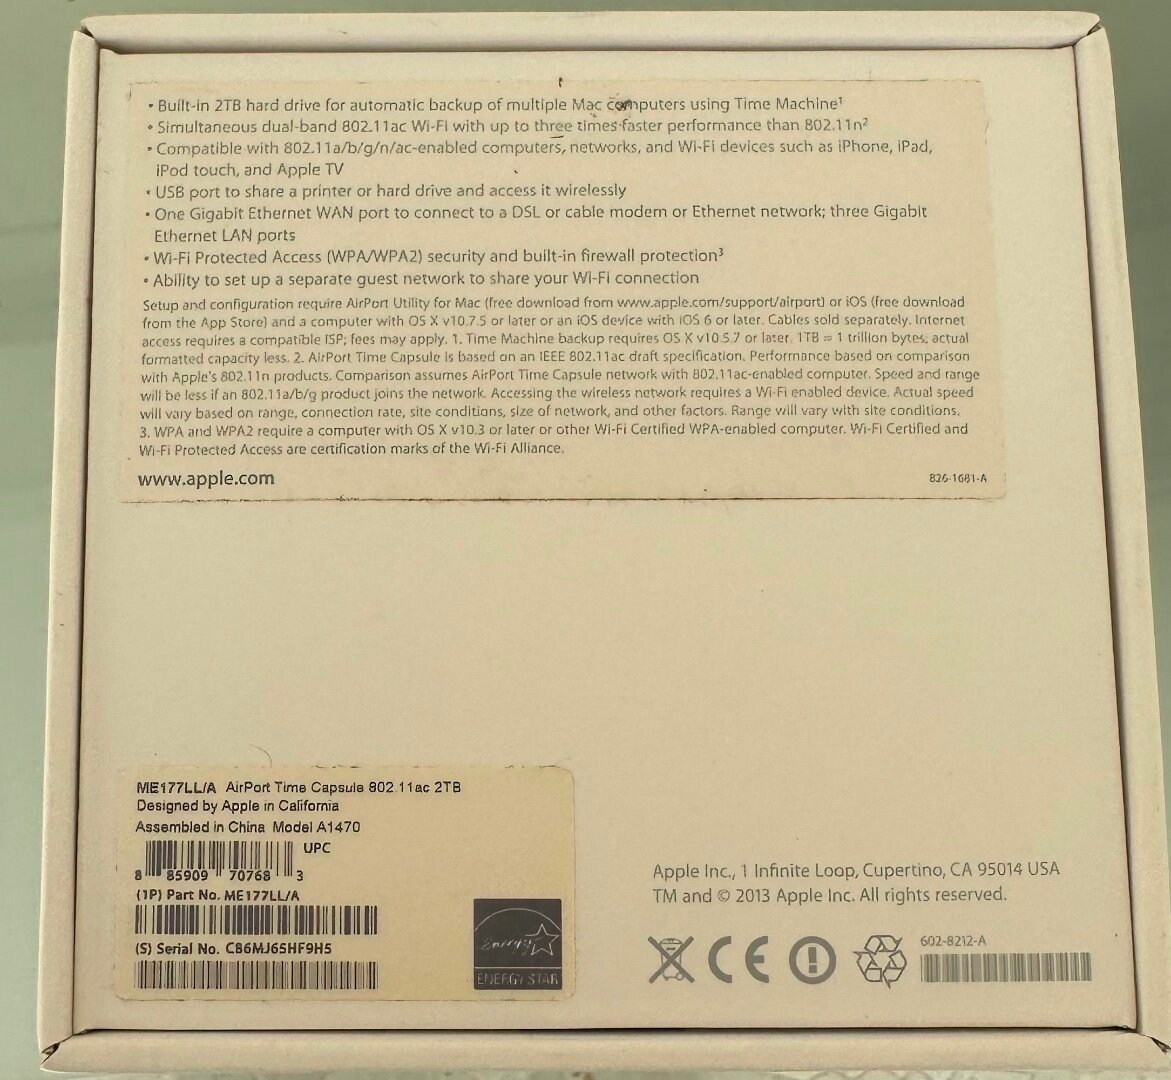 • Built-in 2TB hard drive for automatic backup of multiple Mac computers using Time Machine¹
• Simultaneous dual-band 802.11ac Wi-Fi with up to three times faster performance than 802.11n²
• Compatible with 802.11a/b/g/n/ac-enabled computers, networks, and Wi-Fi devices such as iPhone, iPad,
iPod touch, and Apple TV
• USB port to share a printer or hard drive and access it wirelessly
• One Gigabit Ethernet WAN port to connect to a DSL or cable modem or Ethernet network; three Gigabit
Ethernet LAN ports
• Wi-Fi Protected Access (WPA/WPA2) security and built-in firewall protection³
• Ability to set up a separate guest network to share your Wi-Fi connection
Setup and configuration require AirPort Utility for Mac (free download from www.apple.com/support/airport) or iOS (free download
from the App Store) and a computer with OS X v10.7.5 or later or an iOS device with iOS 6 or later. Cables sold separately. Internet
access requires a compatible ISP; fees may apply. 1. Time Machine backup requires OS X v10.5.7 or later. 1TB = 1 trillion bytes; actual
formatted capacity less. 2. AirPort Time Capsule is based on an IEEE 802.11ac draft specification. Performance based on comparison
with Apple's 802.11n products. Comparison assumes AirPort Time Capsule network with 802.11ac-enabled computer. Speed and range
will be less if an 802.11a/b/g product joins the network. Accessing the wireless network requires a Wi-Fi enabled device. Actual speed
will vary based on range, connection rate, site conditions, size of network, and other factors. Range will vary with site conditions.
3. WPA and WPA2 require a computer with OS X v10.3 or later or other Wi-Fi Certified WPA-enabled computer. Wi-Fi Certified and
Wi-Fi Protected Access are certification marks of the Wi-Fi Alliance.
www.apple.com
826-1681-A
ME177LL/A AirPort Time Capsule 802.11ac 2TB
Designed by Apple in California
Assembled in China Model A1470
UPC
8 85909 70768 3
(1P) Part No. ME177LL/A
(S) Serial No. C86MJ65HF9H5
energy
ENERGY STAR
Apple Inc., 1 Infinite Loop, Cupertino, CA 95014 USA
TM and © 2013 Apple Inc. All rights reserved.
CE
602-8212-A